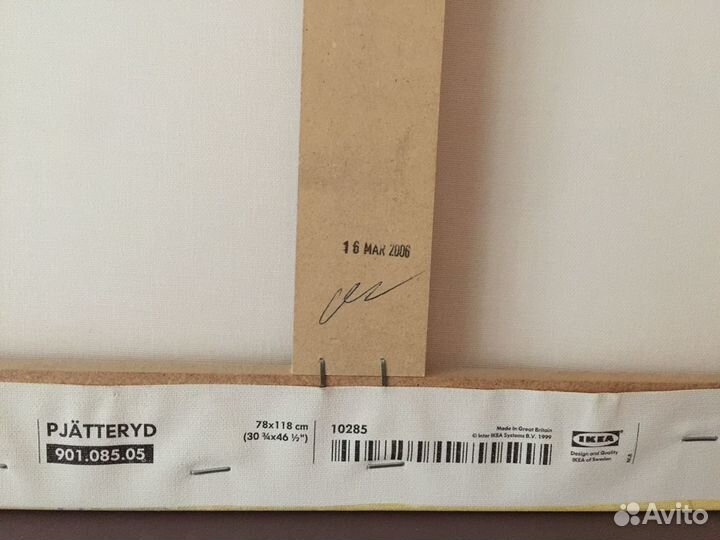 16 MAR 2006
PJÄTTERYD
901.085.05
78x118 cm
(30 ¾x46 ½")
10285
Made in Great Britain
© Inter IKEA Systems B.V. 1999
IKEA
Design and Quality
IKEA of Sweden
Avito